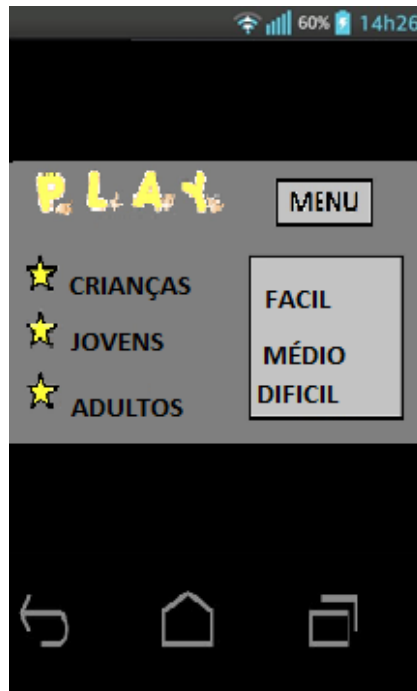 60% 14h26
P L A Y
MENU
CRIANÇAS
JOVENS
ADULTOS
FACIL
MÉDIO
DIFICIL